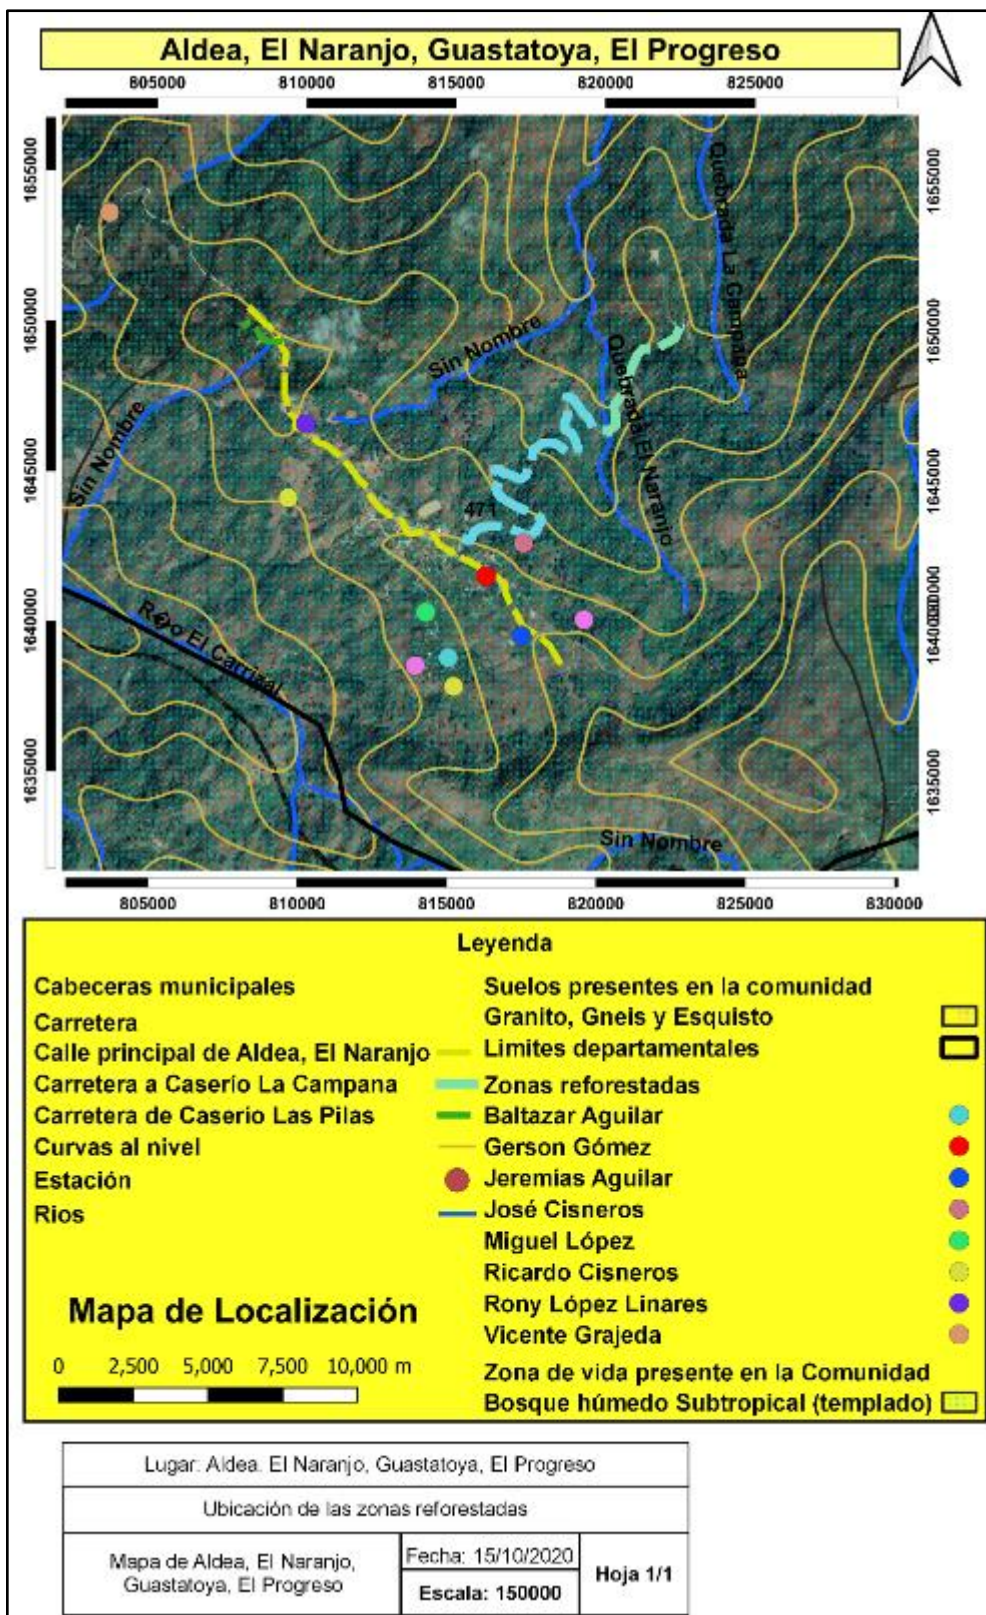 Aldea, El Naranjo, Guastatoya, El Progreso
805000 810000 815000 820000 825000
1655000
1650000
1645000
1640000
1635000
1655000
1650000
1645000
1635000
Quebrada La Campana
Sin Nombre
Quebrada El Naranjo
Sin Nombre
471
R�o El Carrizal
Sin Nombre
805000 810000 815000 820000 825000 830000
Leyenda
Cabeceras municipales
Carretera
Calle principal de Aldea, El Naranjo
Carretera a Caserío La Campana
Carretera de Caserio Las Pilas
Curvas al nivel
Estación
Rios
Suelos presentes en la comunidad
Granito, Gneis y Esquisto
Limites departamentales
Zonas reforestadas
Baltazar Aguilar
Gerson Gómez
Jeremías Aguilar
José Cisneros
Miguel López
Ricardo Cisneros
Rony López Linares
Vicente Grajeda
Zona de vida presente en la Comunidad
Bosque húmedo Subtropical (templado)
Mapa de Localización
0 2,500 5,000 7,500 10,000 m
Lugar: Aldea. El Naranjo, Guastatoya, El Progreso
Ubicación de las zonas reforestadas
Mapa de Aldea, El Naranjo,
Guastatoya, El Progreso
Fecha: 15/10/2020
Escala: 150000
Hoja 1/1